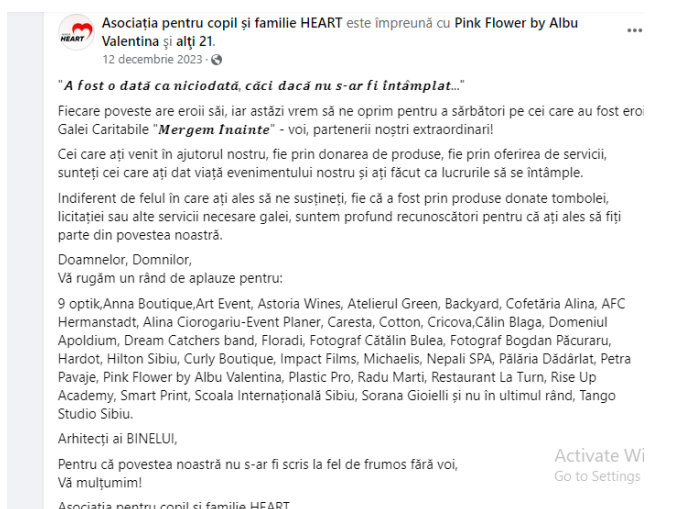 HEART
Asociația pentru copil și familie HEART este împreună cu Pink Flower by Albu
Valentina și alți 21.
12 decembrie 2023 ·
"A fost o dată ca niciodată, căci dacă nu s-ar fi întâmplat..."
Fiecare poveste are eroii săi, iar astăzi vrem să ne oprim pentru a sărbători pe cei care au fost eroi
Galei Caritabile "Mergem Inainte" - voi, partenerii noștri extraordinari!
Cei care ați venit în ajutorul nostru, fie prin donarea de produse, fie prin oferirea de servicii,
sunteți cei care ați dat viață evenimentului nostru și ați făcut ca lucrurile să se întâmple.
Indiferent de felul în care ați ales să ne susțineți, fie că a fost prin produse donate tombolei,
licitației sau alte servicii necesare galei, suntem profund recunoscători pentru că ați ales să fiți
parte din povestea noastră.
Doamnelor, Domnilor,
Vă rugăm un rând de aplauze pentru:
9 optik,Anna Boutique,Art Event, Astoria Wines, Atelierul Green, Backyard, Cofetăria Alina, AFC
Hermanstadt, Alina Ciorogariu-Event Planer, Caresta, Cotton, Cricova,Călin Blaga, Domeniul
Apoldium, Dream Catchers band, Floradi, Fotograf Cătălin Bulea, Fotograf Bogdan Păcuraru,
Hardot, Hilton Sibiu, Curly Boutique, Impact Films, Michaelis, Nepali SPA, Pălăria Dădârlat, Petra
Pavaje, Pink Flower by Albu Valentina, Plastic Pro, Radu Marti, Restaurant La Turn, Rise Up
Academy, Smart Print, Scoala Internațională Sibiu, Sorana Gioielli și nu în ultimul rând, Tango
Studio Sibiu.
Arhitecți ai BINELUI,
Pentru că povestea noastră nu s-ar fi scris la fel de frumos fără voi,
Vă mulțumim!
Asociația pentru copil și familie HEART
Activate Wi
Go to Settings